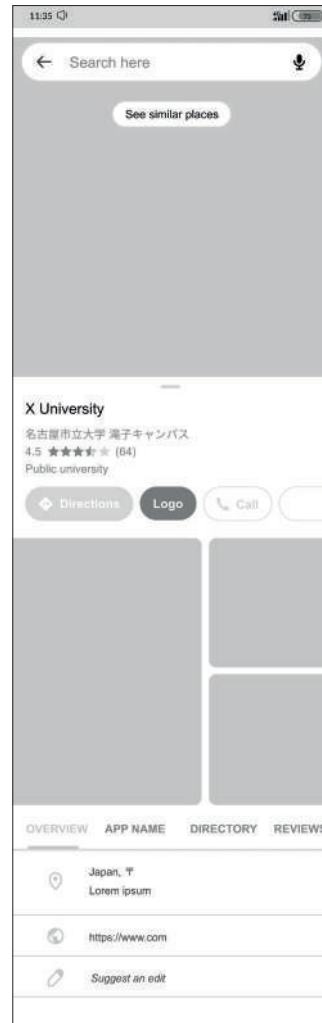 11:35
Search here
See similar places
X University
名古屋市立大学 滝子キャンパス
4.5 ★★★★★ (64)
Public university
Directions Logo Call
OVERVIEW APP NAME DIRECTORY REVIEWS
Japan, 〒
Lorem ipsum
https://www.com
Suggest an edit